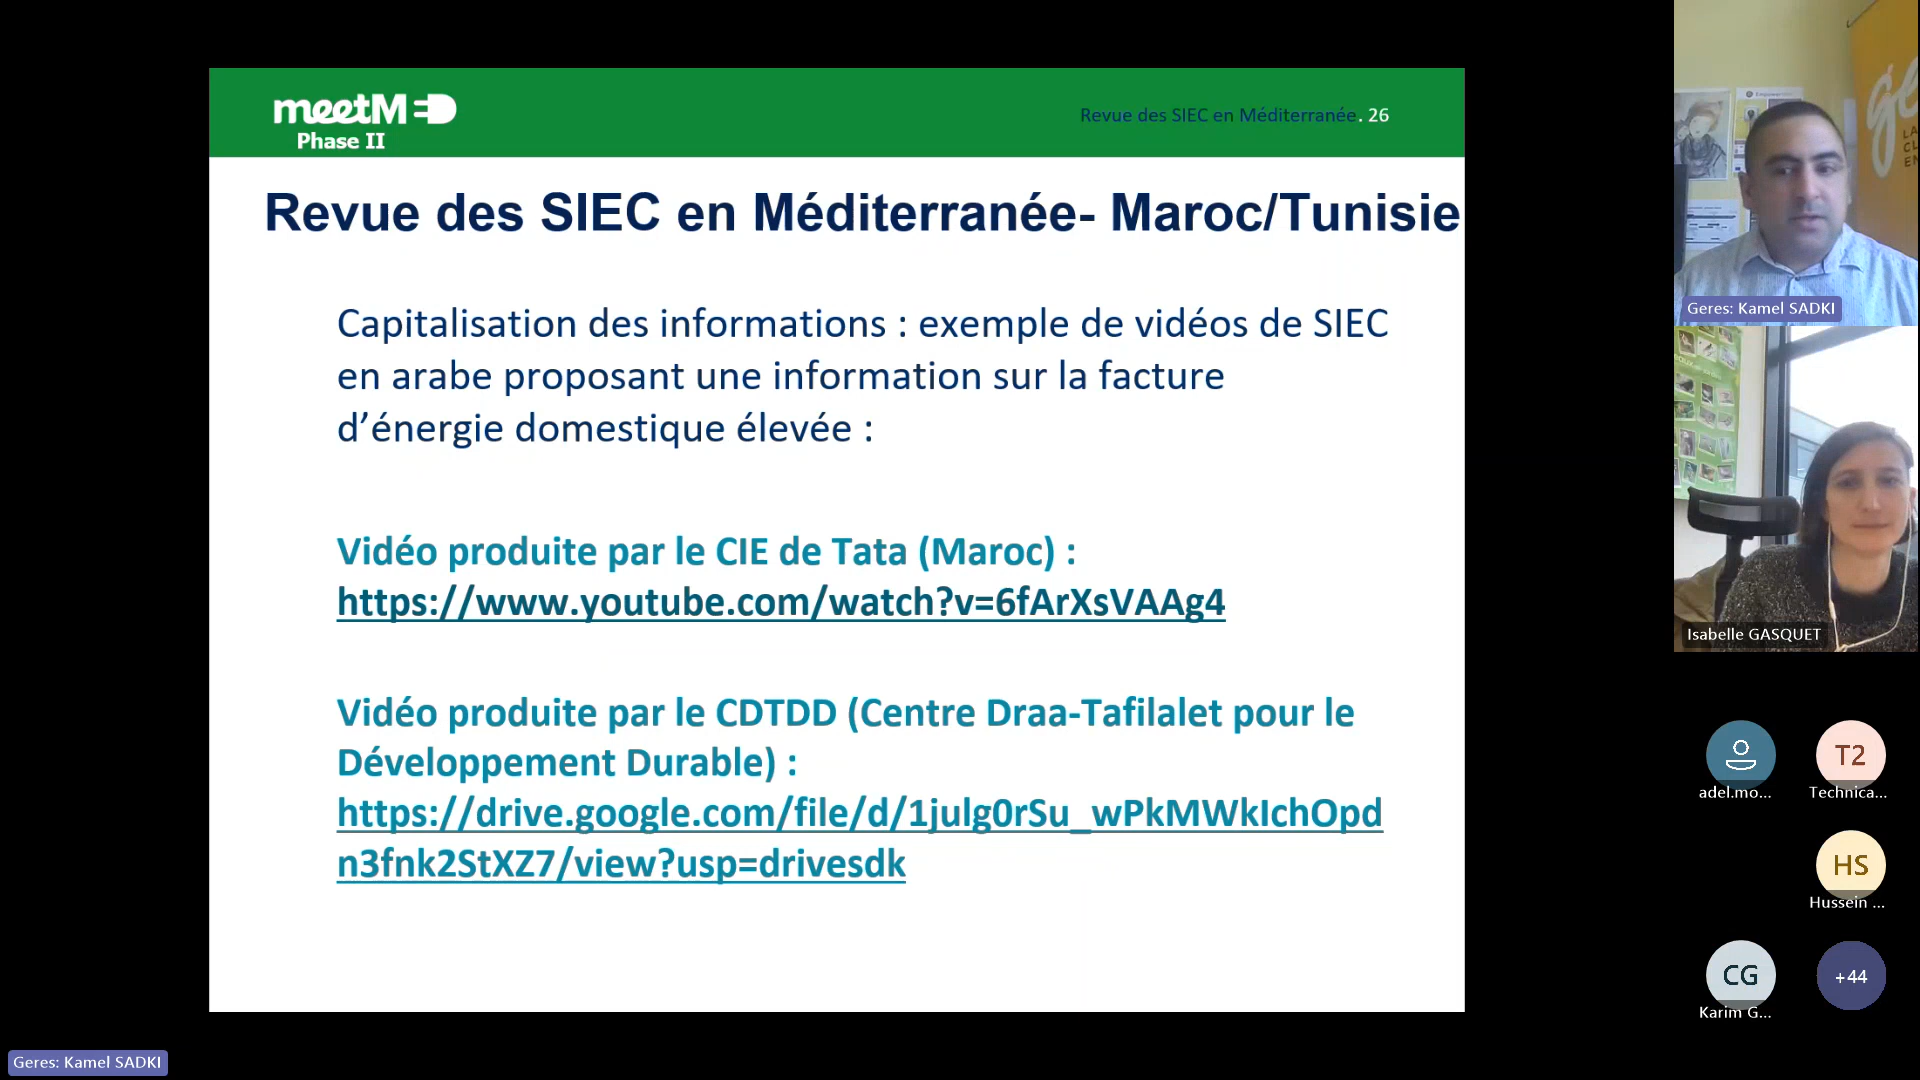 meetM
Phase II
Revue des SIEC en Méditerranée. 26
Revue des SIEC en Méditerranée- Maroc/Tunisie
Capitalisation des informations : exemple de vidéos de SIEC
en arabe proposant une information sur la facture
d’énergie domestique élevée :
Vidéo produite par le CIE de Tata (Maroc) :
https://www.youtube.com/watch?v=6fArXsVAAg4
Vidéo produite par le CDTDD (Centre Draa-Tafilalet pour le
Développement Durable) :
https://drive.google.com/file/d/1julg0rSu_wPkMWkIchOpd
n3fnk2StXZ7/view?usp=drivesdk
Geres: Kamel SADKI
Isabelle GASQUET
adel.mo...
T2
Technica...
HS
Hussein ...
CG
Karim G...
+44
Geres: Kamel SADKI